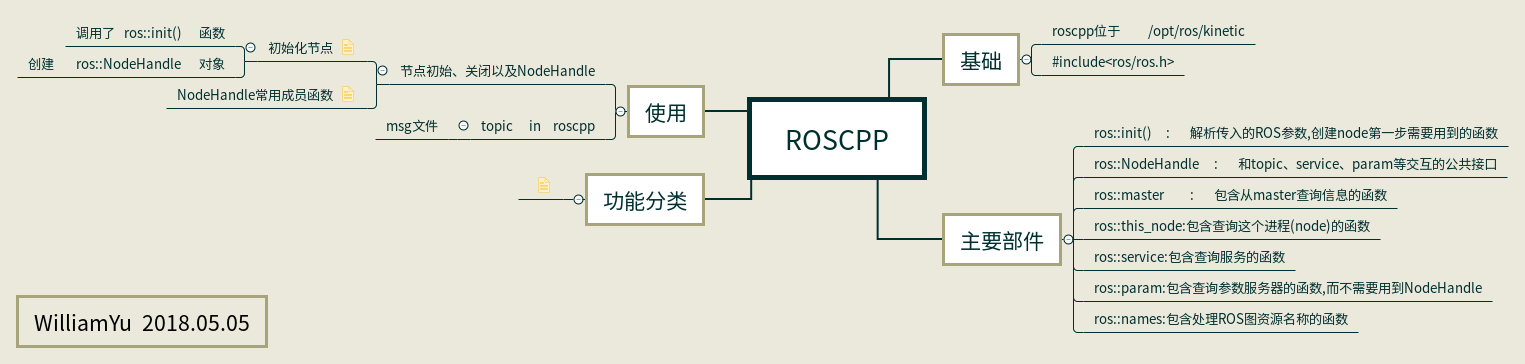 ROSCPP
基础
roscpp位于 /opt/ros/kinetic
#include<ros/ros.h>
主要部件
ros::init() : 解析传入的ROS参数,创建node第一步需要用到的函数
ros::NodeHandle : 和topic、service、param等交互的公共接口
ros::master : 包含从master查询信息的函数
ros::this_node:包含查询这个进程(node)的函数
ros::service:包含查询服务的函数
ros::param:包含查询参数服务器的函数,而不需要用到NodeHandle
ros::names:包含处理ROS图资源名称的函数
使用
节点初始、关闭以及NodeHandle
初始化节点
调用了 ros::init() 函数
创建 ros::NodeHandle 对象
NodeHandle常用成员函数
topic in roscpp
msg文件
功能分类
WilliamYu 2018.05.05